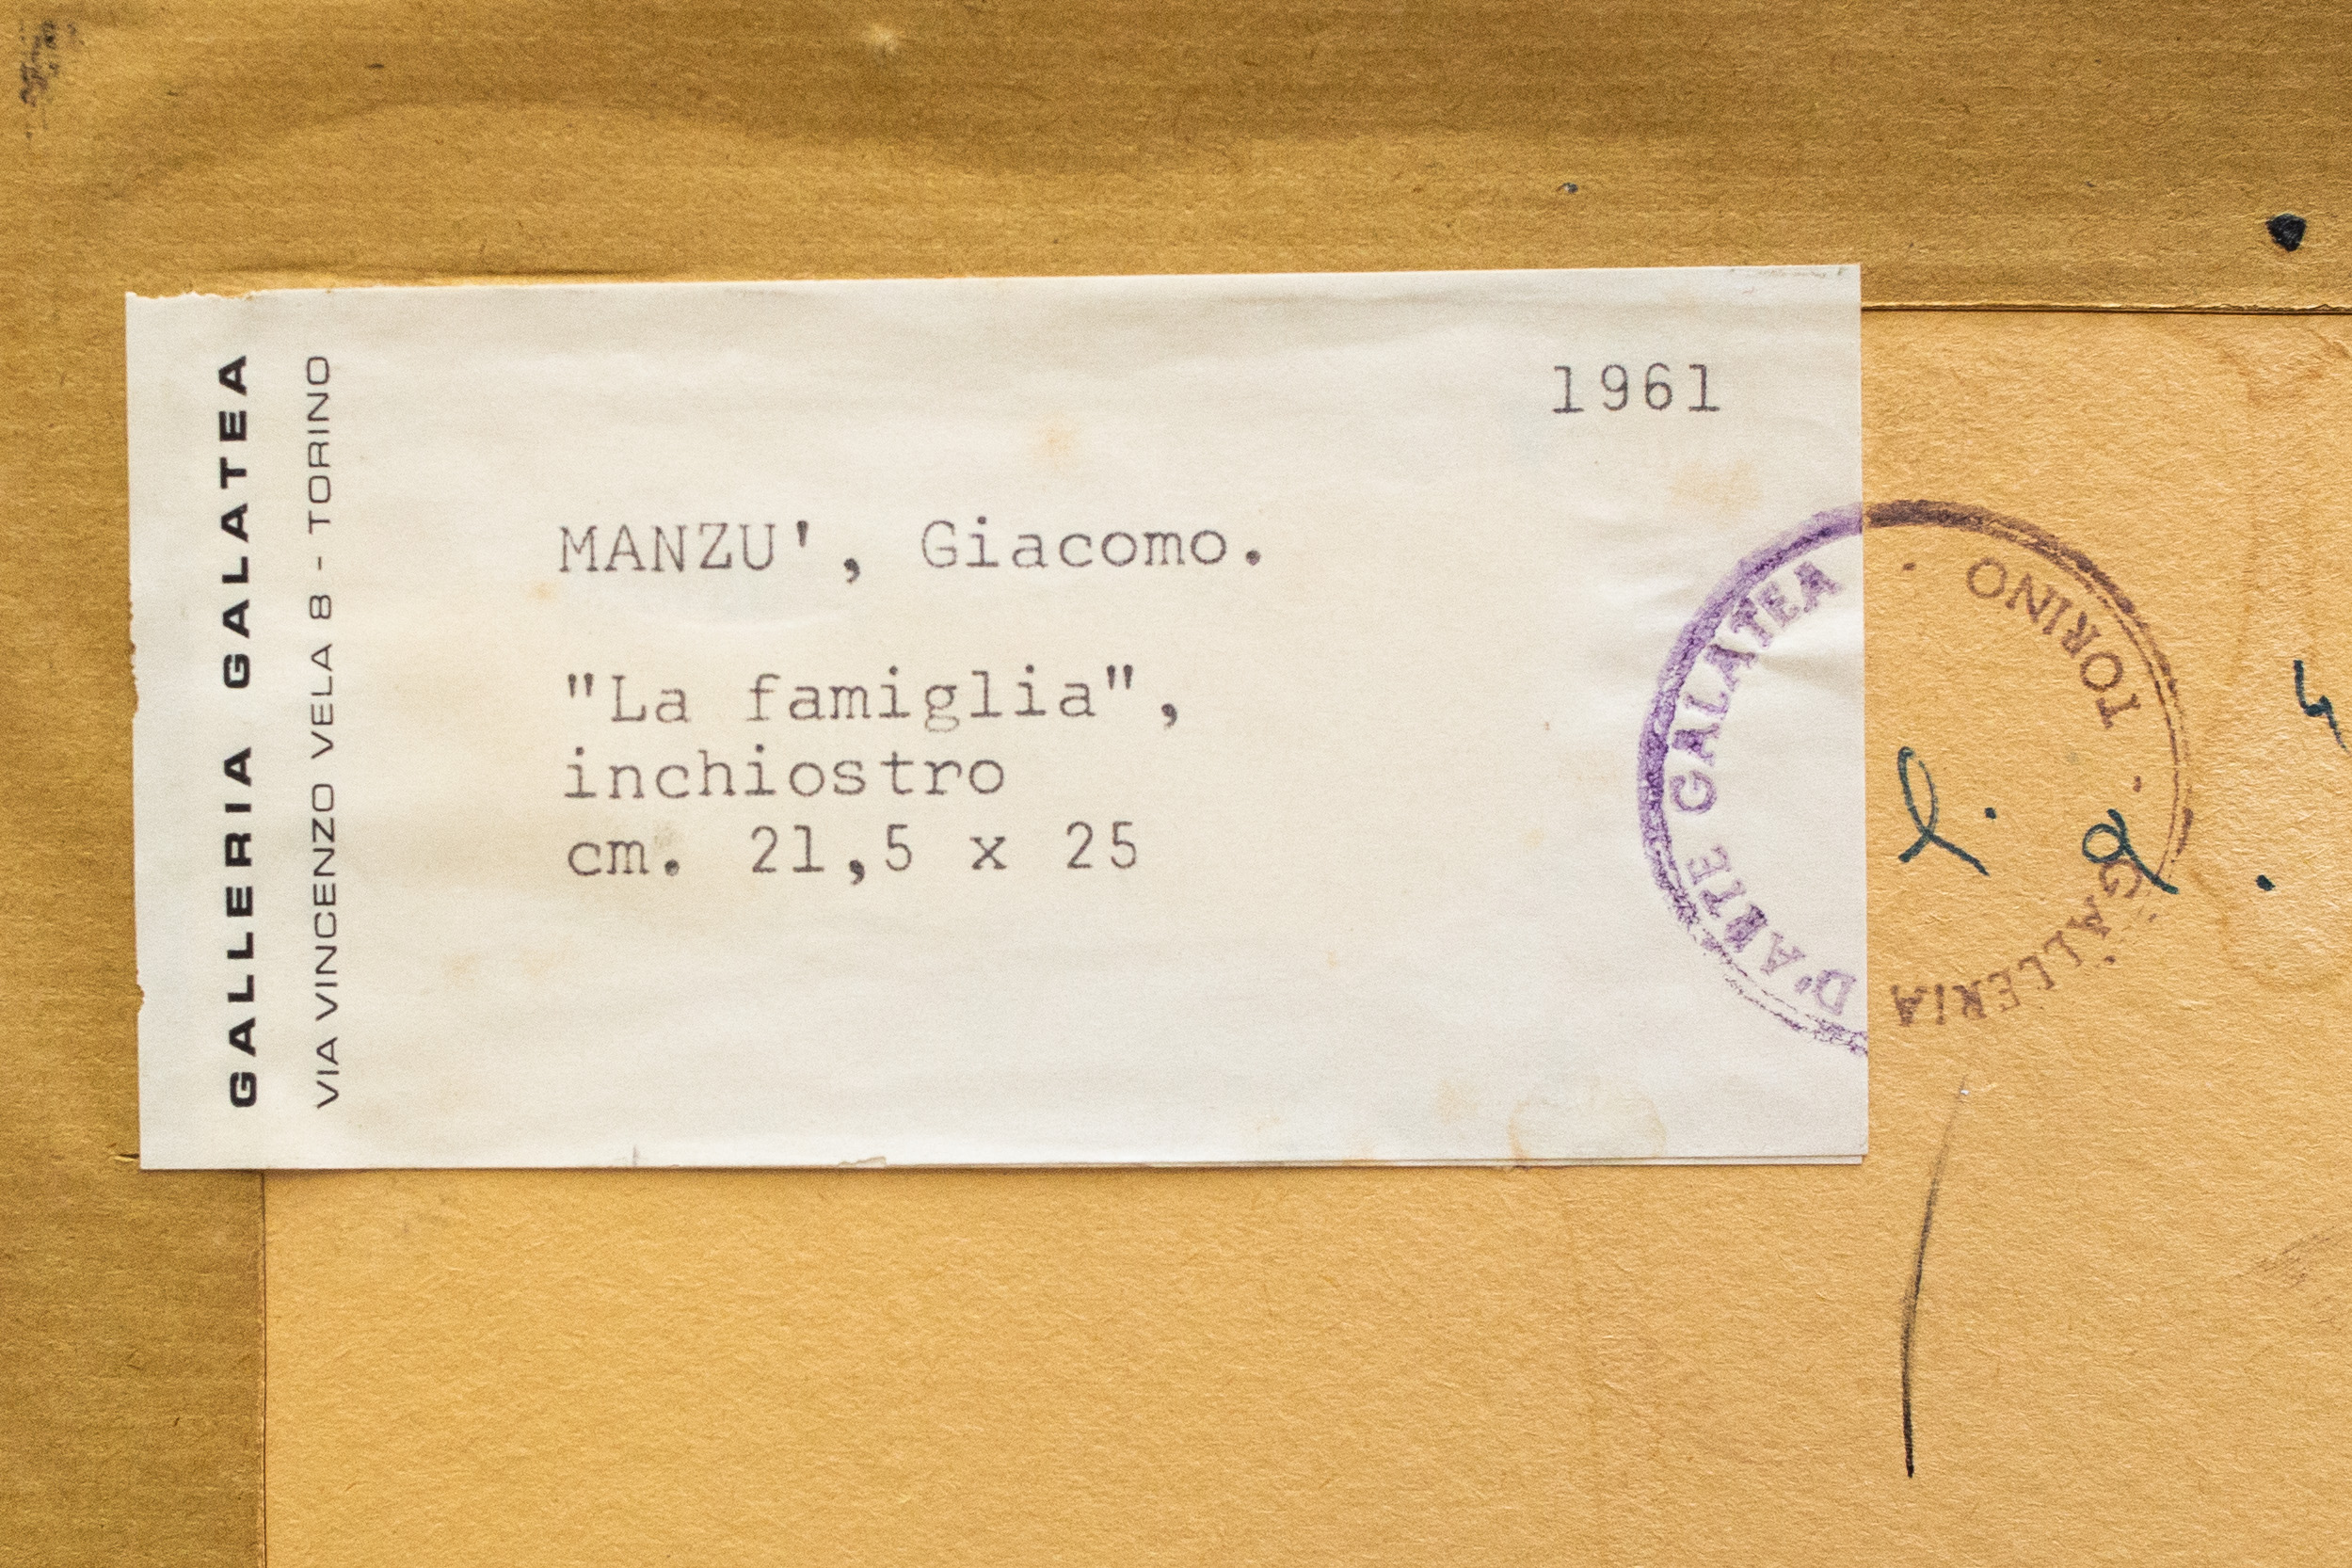 GALLERIA GALATEA
VIA VINCENZO VELA 8 - TORINO
1961
MANZU', Giacomo.
"La famiglia",
inchiostro
cm. 21,5 x 25
GALLERIA D'ARTE GALATEA · TORINO ·